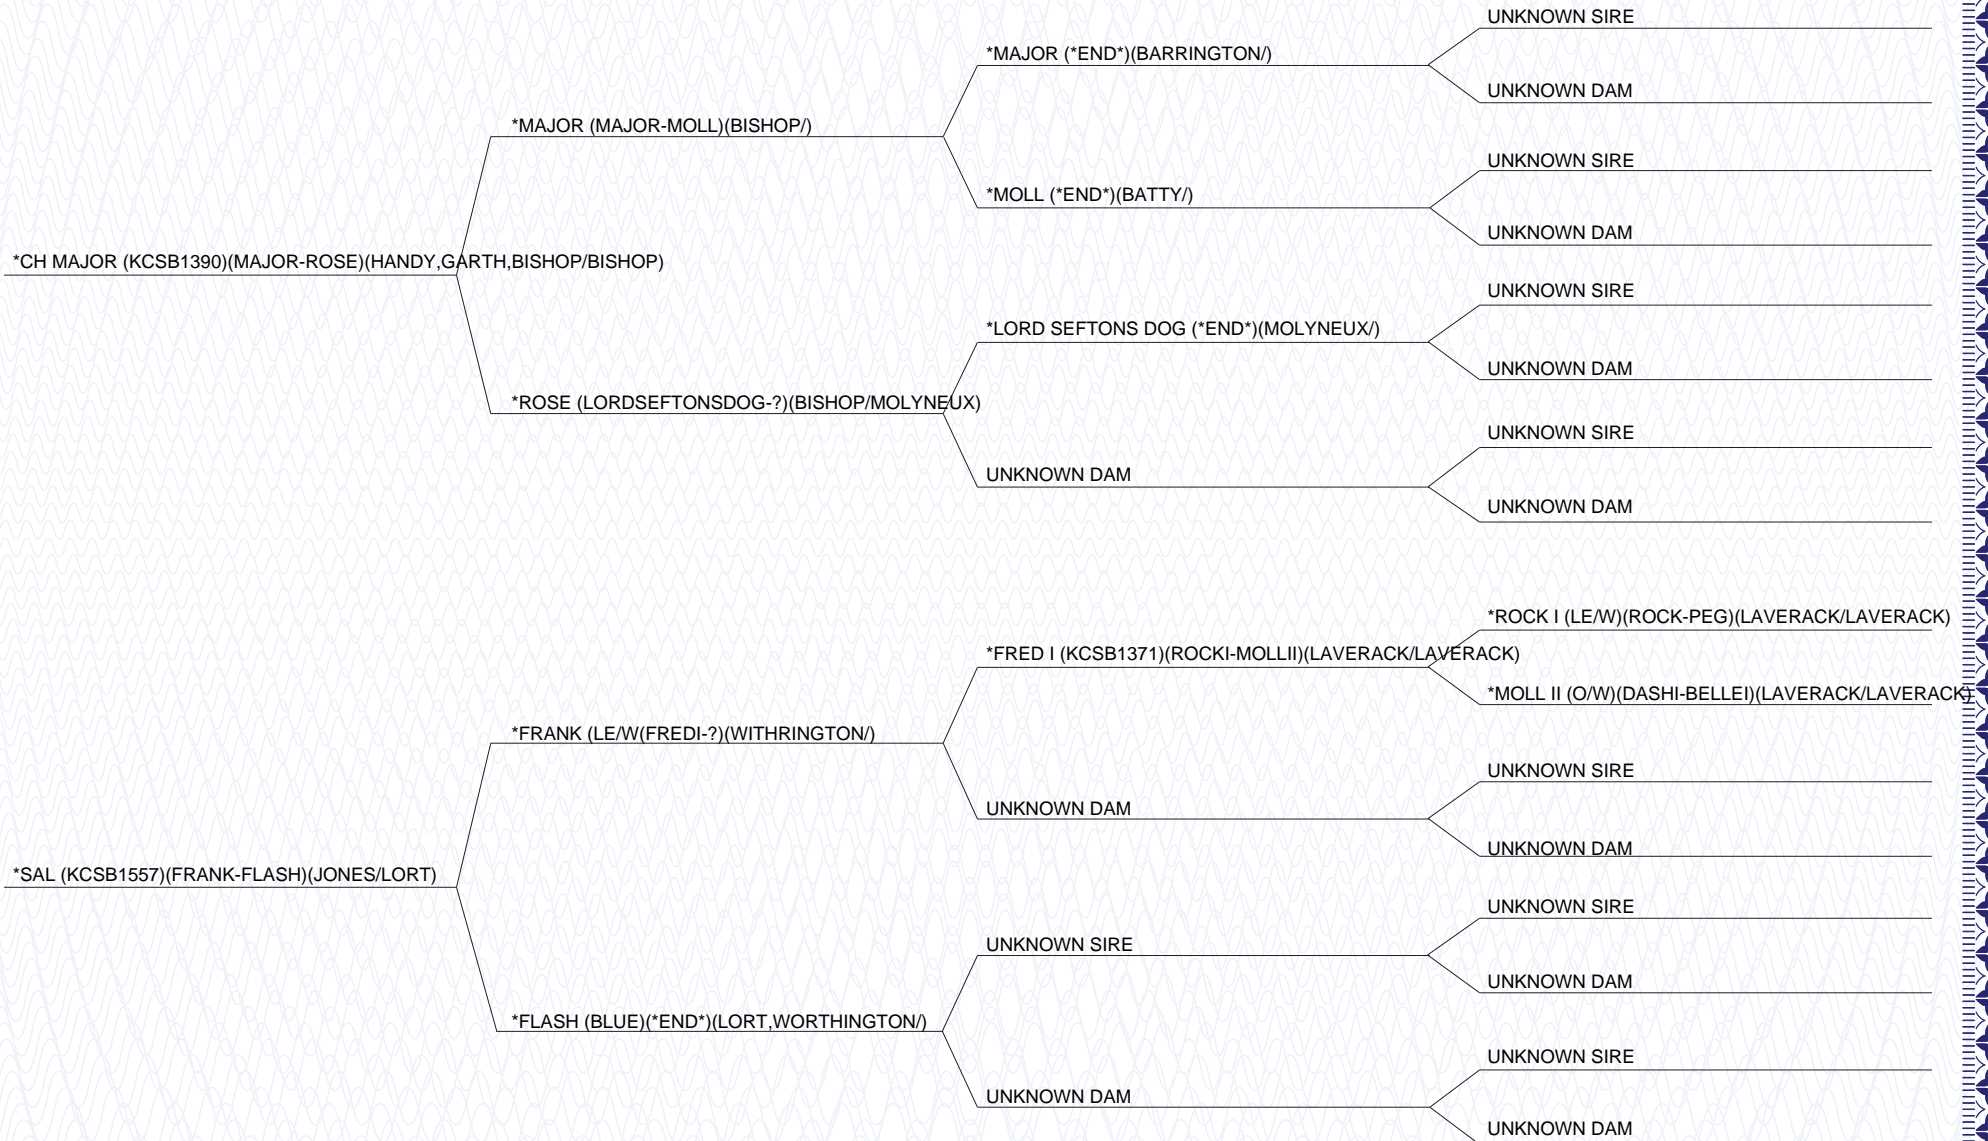 UNKNOWN SIRE
*MAJOR (*END*)(BARRINGTON/)
UNKNOWN DAM
*MAJOR (MAJOR-MOLL)(BISHOP/)
UNKNOWN SIRE
*MOLL (*END*)(BATTY/)
UNKNOWN DAM
*CH MAJOR (KCSB1390)(MAJOR-ROSE)(HANDY,GARTH,BISHOP/BISHOP)
UNKNOWN SIRE
*LORD SEFTONS DOG (*END*)(MOLYNEUX/)
UNKNOWN DAM
*ROSE (LORDSEFTONSDOG-?)(BISHOP/MOLYNEUX)
UNKNOWN SIRE
UNKNOWN DAM
UNKNOWN DAM
*ROCK I (LE/W)(ROCK-PEG)(LAVERACK/LAVERACK)
*FRED I (KCSB1371)(ROCKI-MOLLII)(LAVERACK/LAVERACK)
*MOLL II (O/W)(DASHI-BELLEI)(LAVERACK/LAVERACK)
*FRANK (LE/W(FREDI-?)(WITHRINGTON/)
UNKNOWN SIRE
UNKNOWN DAM
UNKNOWN DAM
*SAL (KCSB1557)(FRANK-FLASH)(JONES/LORT)
UNKNOWN SIRE
UNKNOWN SIRE
UNKNOWN DAM
*FLASH (BLUE)(*END*)(LORT,WORTHINGTON/)
UNKNOWN SIRE
UNKNOWN DAM
UNKNOWN DAM